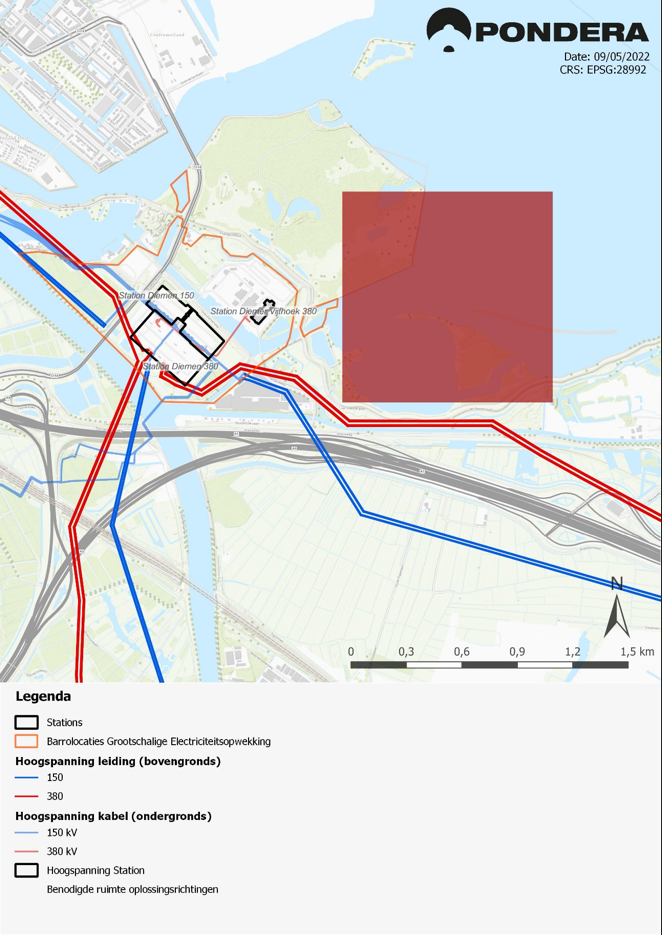 PONDERA
Date: 09/05/2022
CRS: EPSG:28992
Station Diemen 150
Station Diemen Vijfhoek 380
Station Diemen 380
N
0 0,3 0,6 0,9 1,2 1,5 km
Legenda
Stations
Barrolocaties Grootschalige Electriciteitsopwekking
Hoogspanning leiding (bovengronds)
150
380
Hoogspanning kabel (ondergronds)
150 kV
380 kV
Hoogspanning Station
Benodigde ruimte oplossingsrichtingen